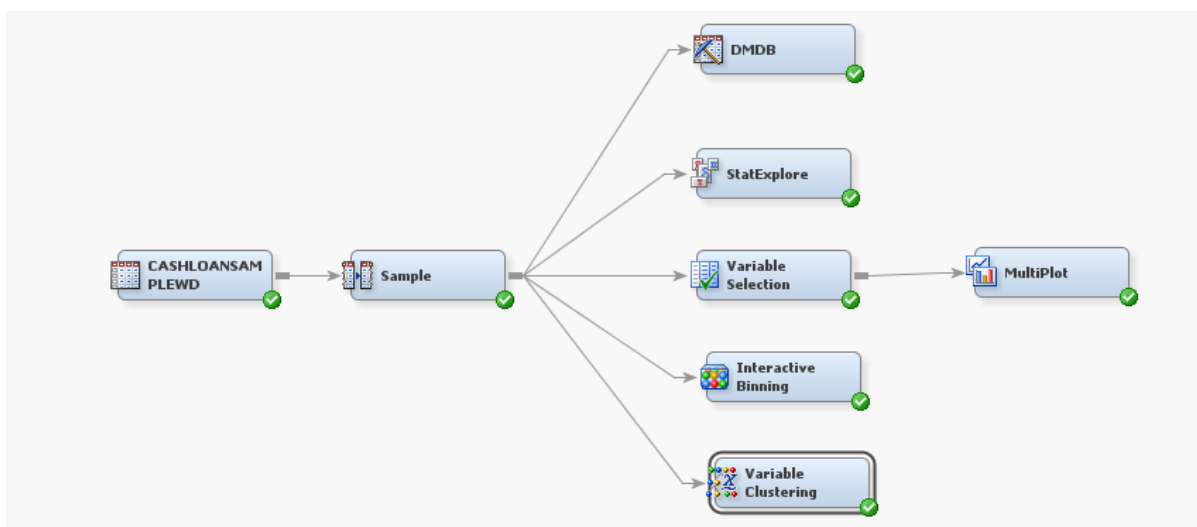 DMDB
StatExplore
CASHLOANSAM
PLEWD
Sample
Variable
Selection
MultiPlot
Interactive
Binning
Variable
Clustering